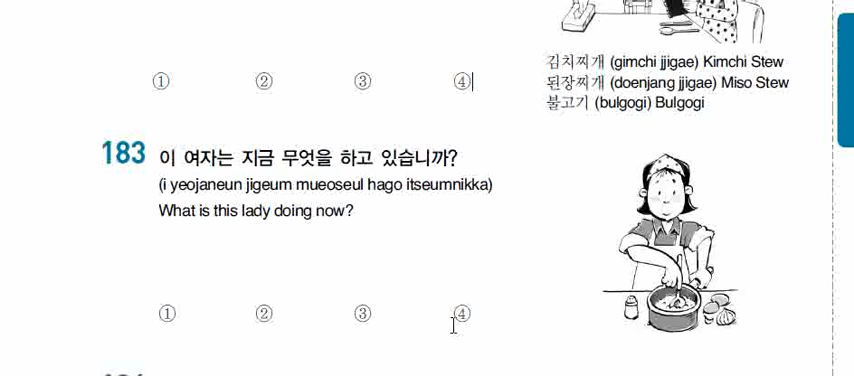 ① ② ③ ④
김치찌개 (gimchi jjigae) Kimchi Stew
된장찌개 (doenjang jjigae) Miso Stew
불고기 (bulgogi) Bulgogi
183 이 여자는 지금 무엇을 하고 있습니까?
(i yeojaneun jigeum mueoseul hago itseumnikka)
What is this lady doing now?
① ② ③ ④